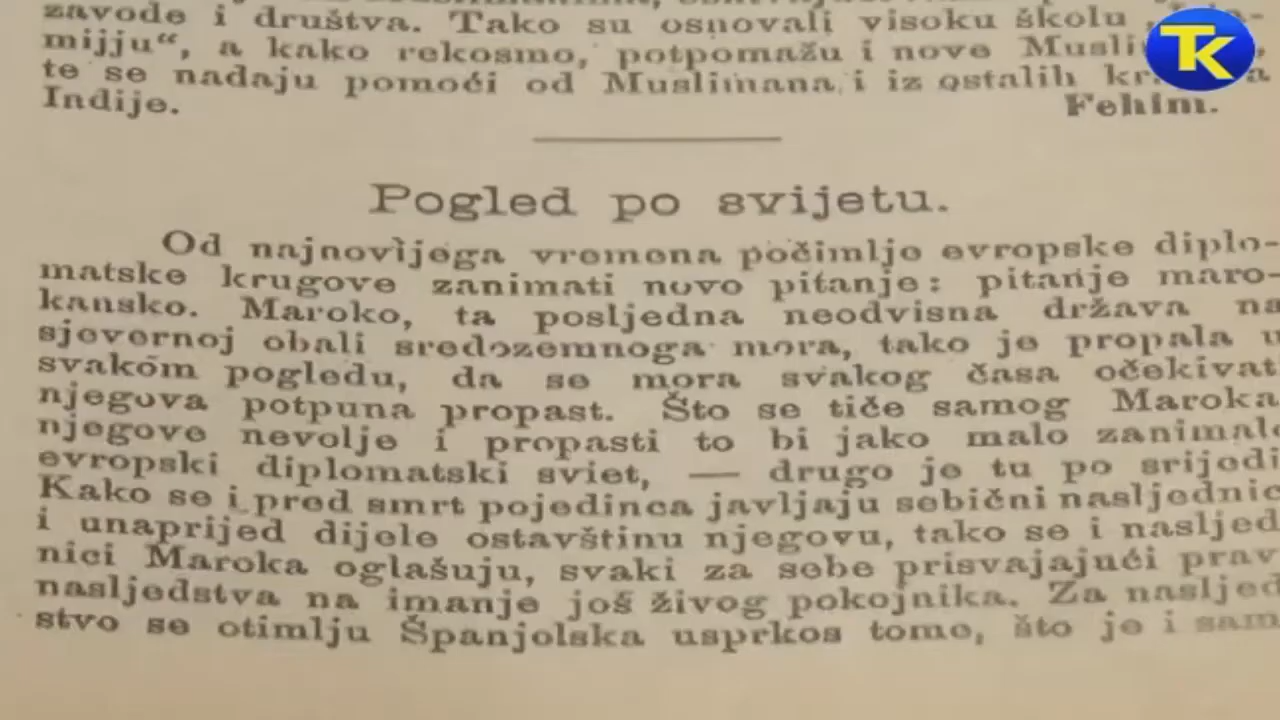 zavode i društva. Tako su osnovali visoku školu
mijju“, a kako rekosmo, potpomažu i nove
te se nadaju pomoći od Muslimana i iz ostalih
Indije. Fehim.
TK
Pogled po svijetu.
Od najnovijega vremena počimlje evropske diplo-
matske krugove zanimati novo pitanje: pitanje maro-
kansko. Maroko, ta posljedna neodvisna država na
sjevernoj obali sredozemnoga mora, tako je propala u
svakom pogledu, da se mora svakog časa očekivat
njegova potpuna propast. Što se tiče samog Maroka
njegove nevolje i propasti to bi jako malo zanimalo
evropski diplomatski sviet, — drugo je tu po srijedi
Kako se i pred smrt pojedinca javljaju sebični nasljednic
i unaprijed dijele ostavštinu njegovu, tako se i nasljed
nici Maroka oglašuju, svaki za sebe prisvajajući prav
nasljedstva na imanje još živog pokojnika. Za nasljed
stvo se otimlju Španjolska usprkos tome, što je i sam